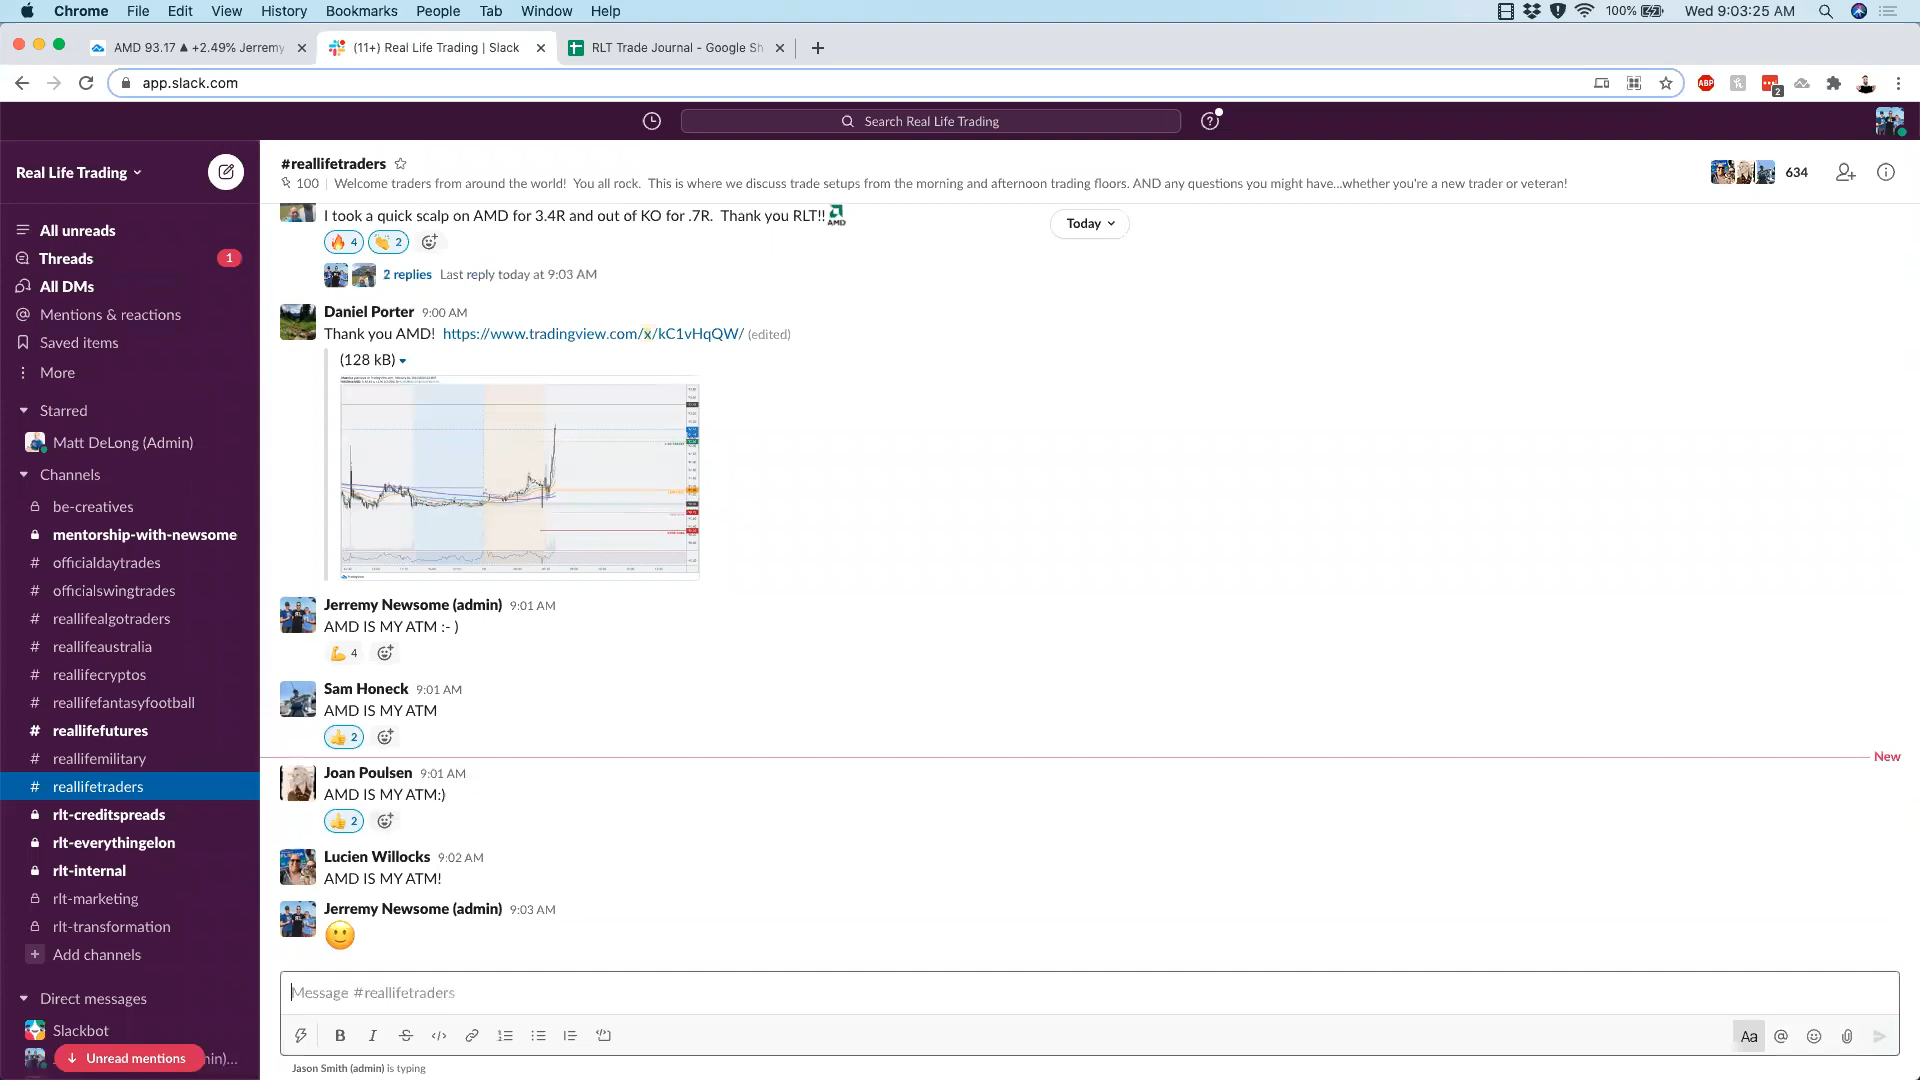 Chrome File Edit View History Bookmarks People Tab Window Help 100% Wed 9:03:25 AM
AMD 93.17 ▲ +2.49% Jerremy (11+) Real Life Trading | Slack RLT Trade Journal - Google Sh
app.slack.com
ABP 2
Search Real Life Trading
Real Life Trading
#reallifetraders
100 | Welcome traders from around the world! You all rock. This is where we discuss trade setups from the morning and afternoon trading floors. AND any questions you might have...whether you're a new trader or veteran!
634
All unreads
Threads 1
All DMs
Mentions & reactions
Saved items
More
Starred
Matt DeLong (Admin)
Channels
be-creatives
mentorship-with-newsome
# officialdaytrades
# officialswingtrades
# reallifealgotraders
# reallifeaustralia
# reallifecryptos
# reallifefantasyfootball
# reallifefutures
# reallifemilitary
# reallifetraders
rlt-creditspreads
rlt-everythingelon
rlt-internal
rlt-marketing
rlt-transformation
+ Add channels
Direct messages
Slackbot
Unread mentions
nin)...
Today
I took a quick scalp on AMD for 3.4R and out of KO for .7R. Thank you RLT!! AMD
🔥 4 👏 2
2 replies Last reply today at 9:03 AM
Daniel Porter 9:00 AM
Thank you AMD! https://www.tradingview.com/x/kC1vHqQW/ (edited)
(128 kB)
Jerremy Newsome (admin) 9:01 AM
AMD IS MY ATM :- )
💪 4
Sam Honeck 9:01 AM
AMD IS MY ATM
👍 2
New
Joan Poulsen 9:01 AM
AMD IS MY ATM:)
👍 2
Lucien Willocks 9:02 AM
AMD IS MY ATM!
Jerremy Newsome (admin) 9:03 AM
🙂
Message #reallifetraders
B I S </> Aa @
Jason Smith (admin) is typing